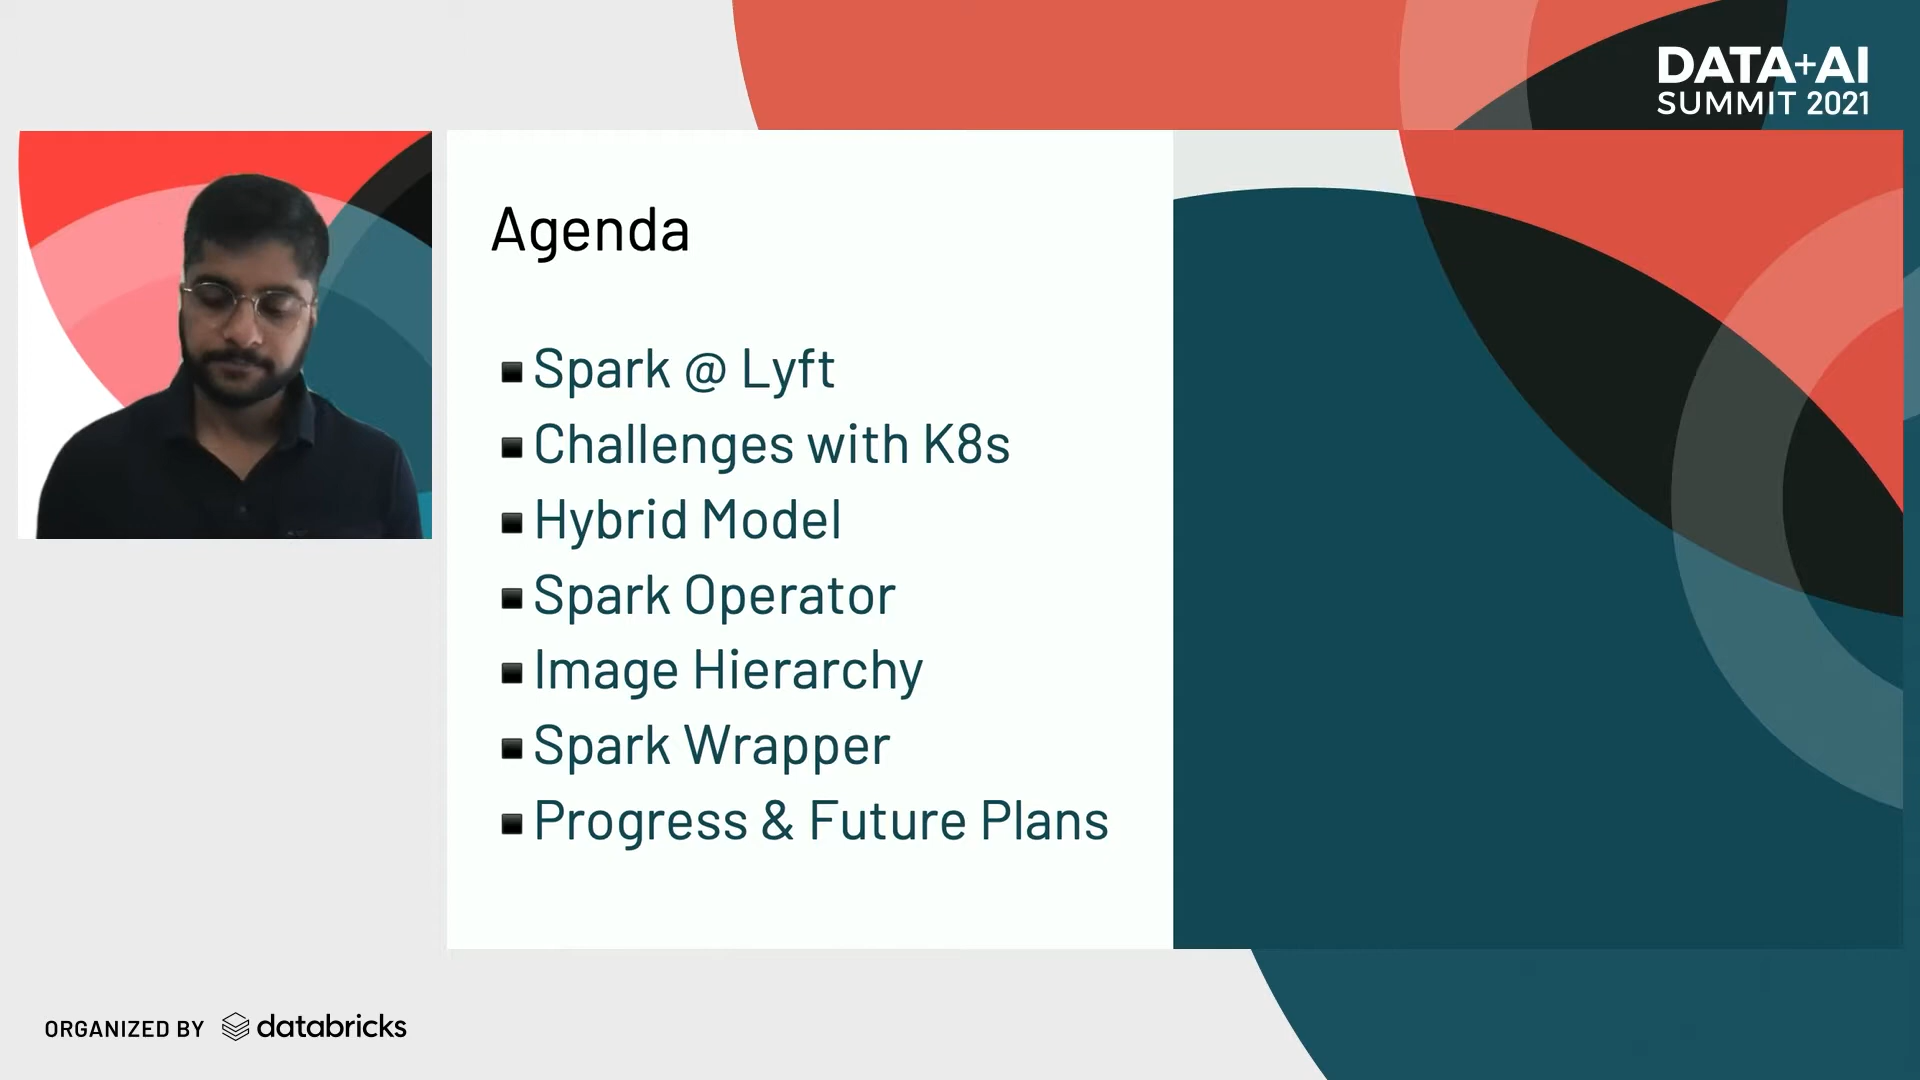 DATA+AI
SUMMIT 2021
Agenda
Spark @ Lyft
Challenges with K8s
Hybrid Model
Spark Operator
Image Hierarchy
Spark Wrapper
Progress & Future Plans
ORGANIZED BY databricks